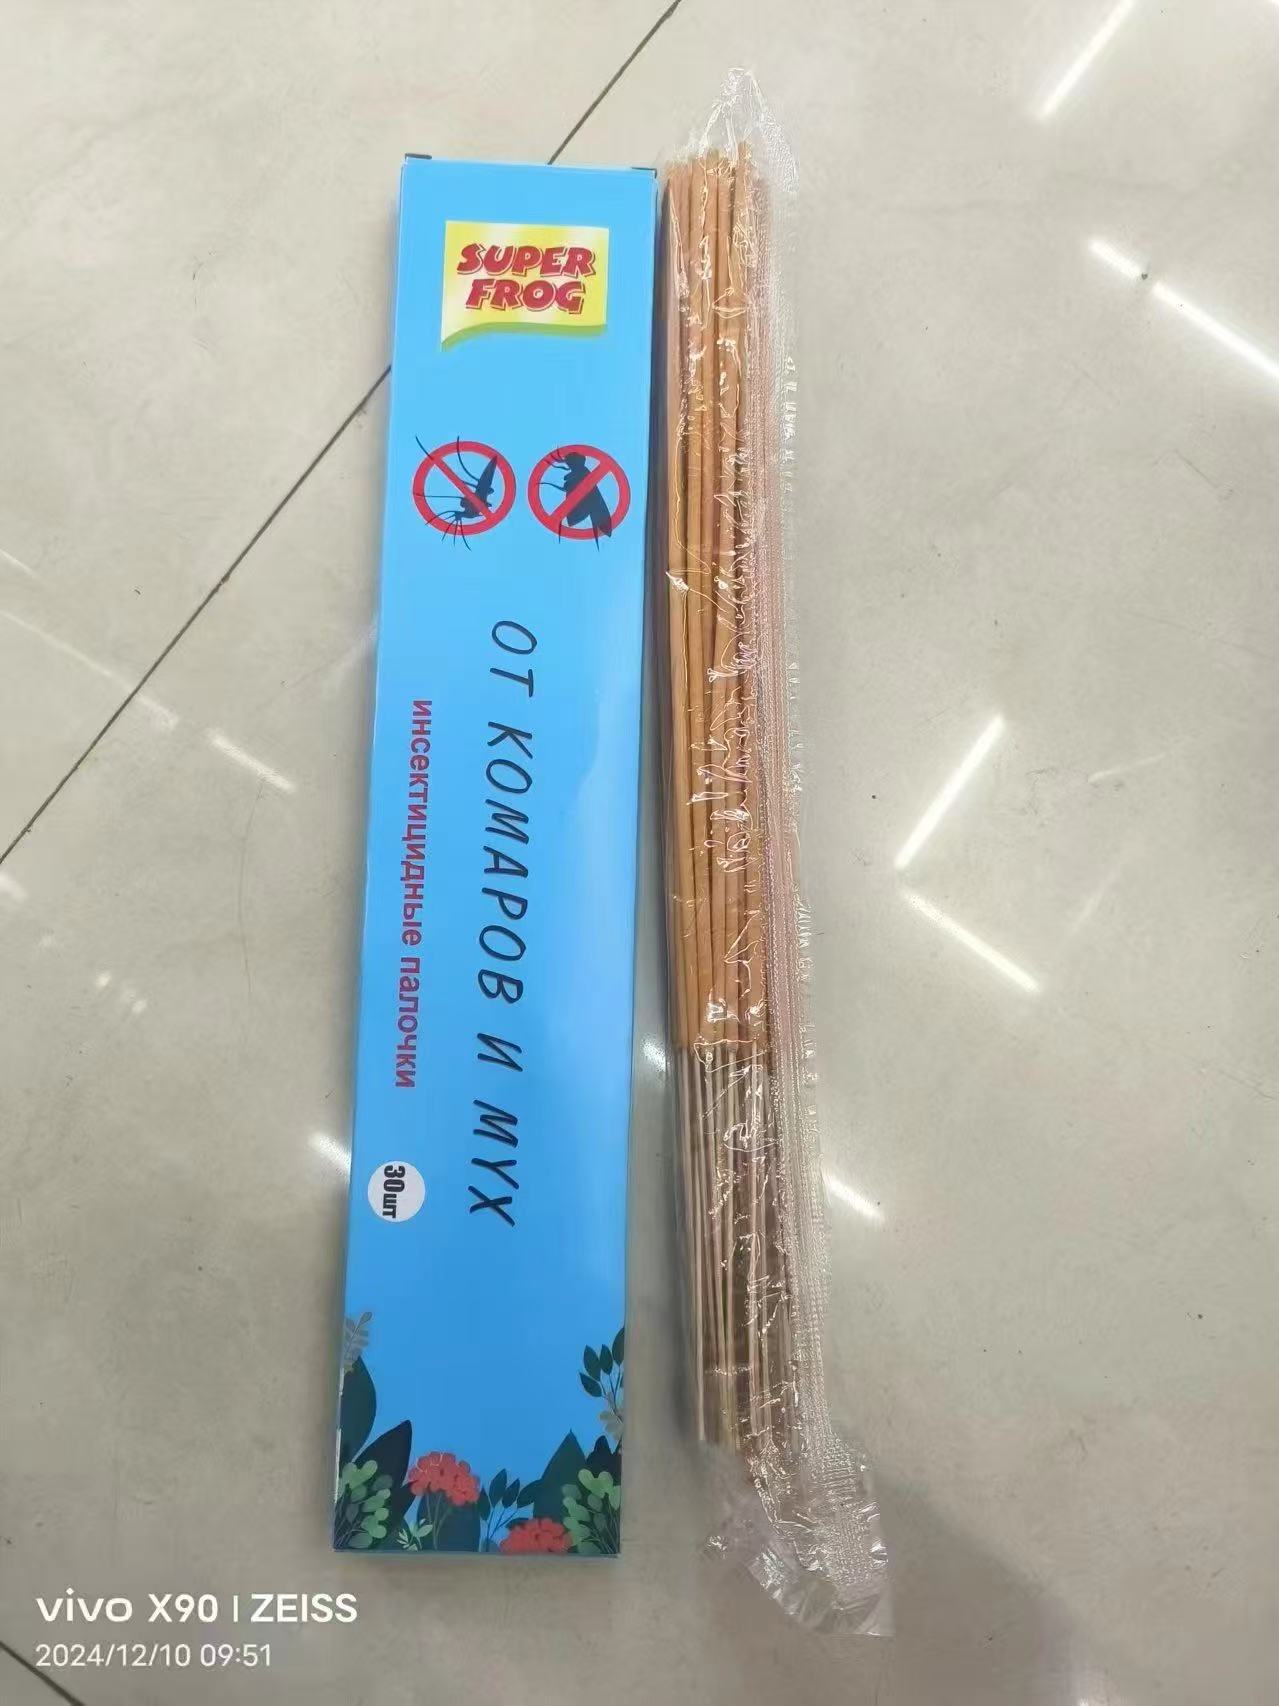 SUPER
FROG
ОТ КОМАРОВ И МУХ
инсектицидные палочки
30шт
vivo X90 | ZEISS
2024/12/10 09:51